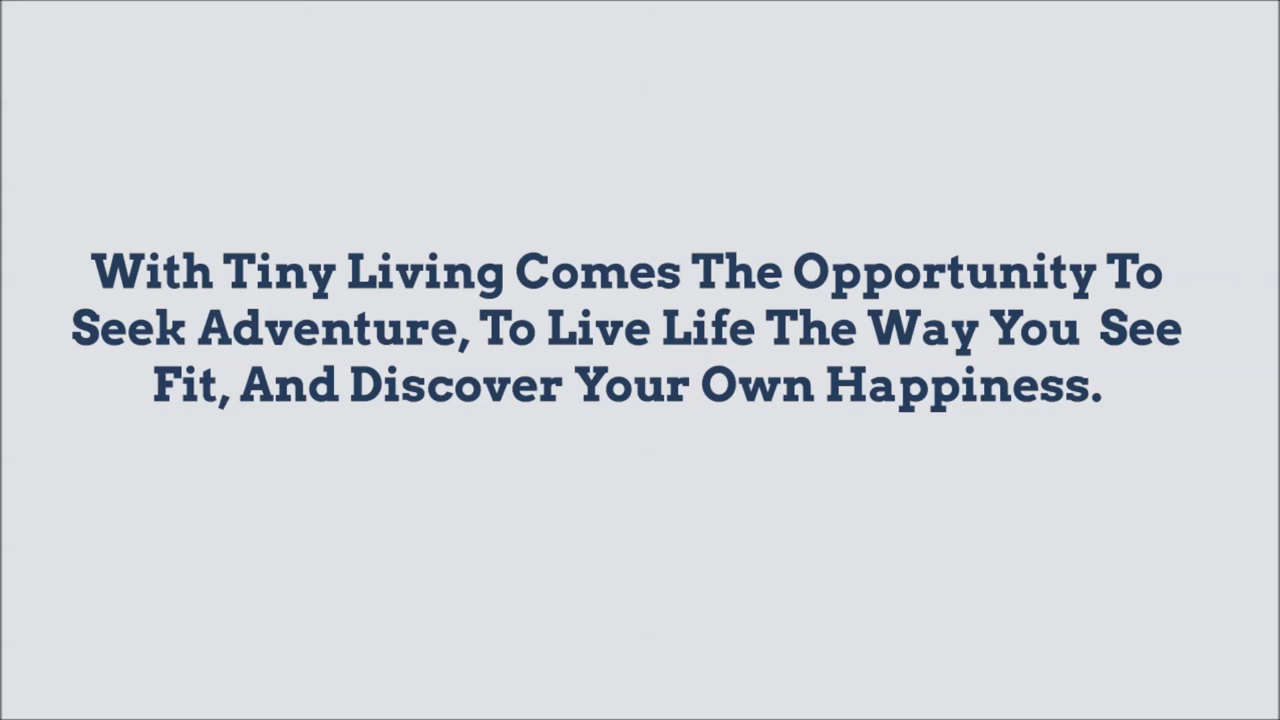 With Tiny Living Comes The Opportunity To
Seek Adventure, To Live Life The Way You  See
Fit, And Discover Your Own Happiness.